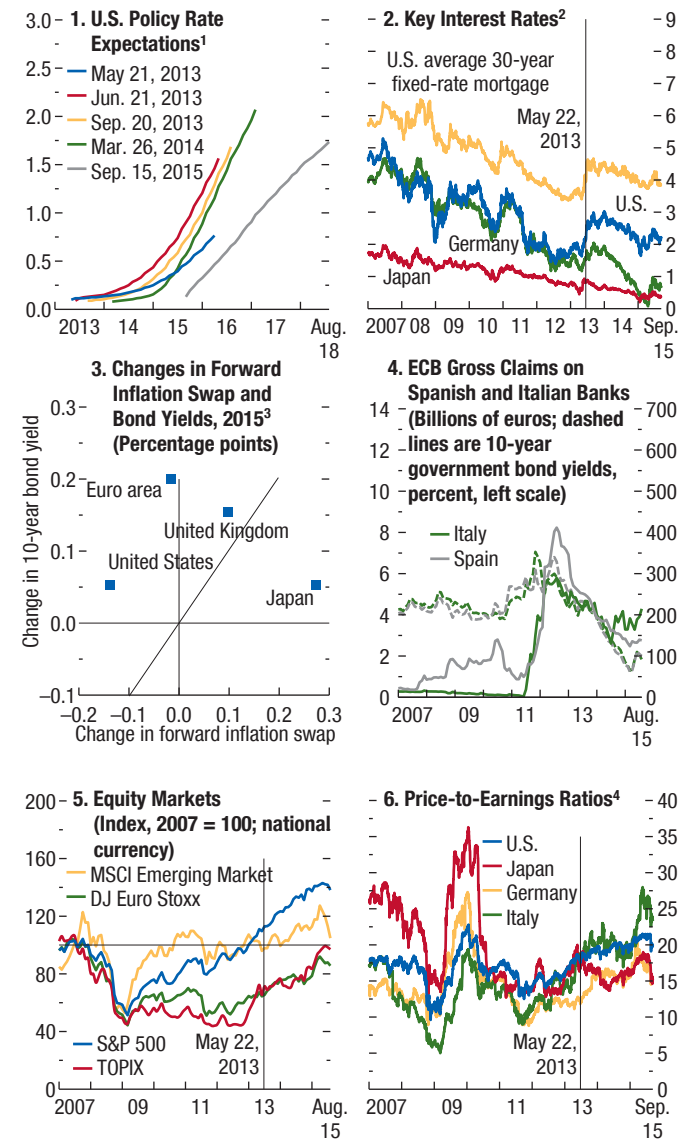 1. U.S. Policy Rate
Expectations1
3.0
2.5
2.0
1.5
1.0
0.5
0.0
May 21, 2013
Jun. 21, 2013
Sep. 20, 2013
Mar. 26, 2014
Sep. 15, 2015
2013 14 15 16 17 Aug.
18
2. Key Interest Rates2
9
8
7
6
5
4
3
2
1
0
U.S. average 30-year
fixed-rate mortgage
May 22,
2013
U.S.
Germany
Japan
2007 08 09 10 11 12 13 14 Sep.
15
3. Changes in Forward
Inflation Swap and
Bond Yields, 20153
(Percentage points)
Change in 10-year bond yield
0.3
0.2
0.1
0.0
–0.1
Euro area
United Kingdom
United States
Japan
–0.2 –0.1 0.0 0.1 0.2 0.3
Change in forward inflation swap
4. ECB Gross Claims on
Spanish and Italian Banks
(Billions of euros; dashed
lines are 10-year
government bond yields,
percent, left scale)
14
12
10
8
6
4
2
0
700
600
500
400
300
200
100
0
Italy
Spain
2007 09 11 13 Aug.
15
5. Equity Markets
(Index, 2007 = 100; national
currency)
200
160
120
80
40
0
MSCI Emerging Market
DJ Euro Stoxx
S&P 500
TOPIX
May 22,
2013
2007 09 11 13 Aug.
15
6. Price-to-Earnings Ratios4
40
35
30
25
20
15
10
5
0
U.S.
Japan
Germany
Italy
May 22,
2013
2007 09 10 11 13 Sep.
15